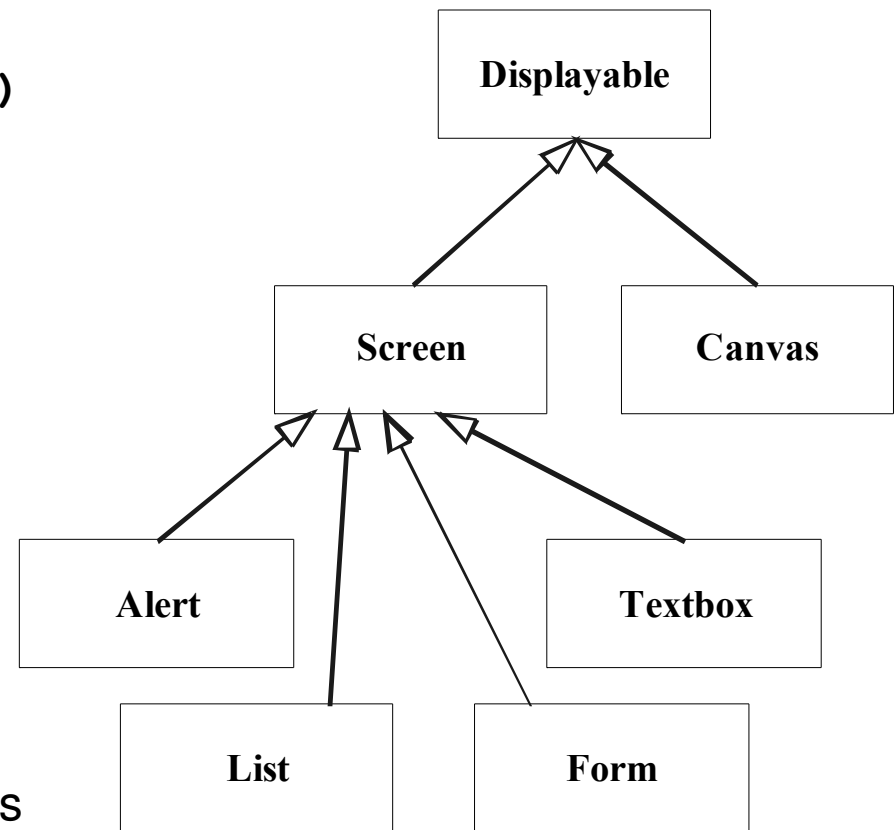 )
Displayable
Screen Canvas
Alert Textbox
List Form
s